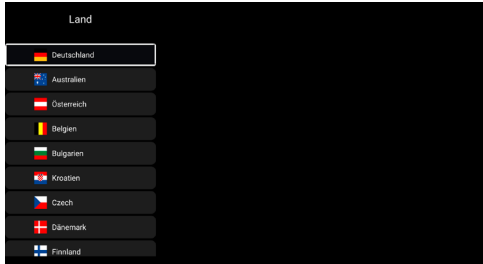 Land
Deutschland
Australien
Österreich
Belgien
Bulgarien
Kroatien
Czech
Dänemark
Finnland